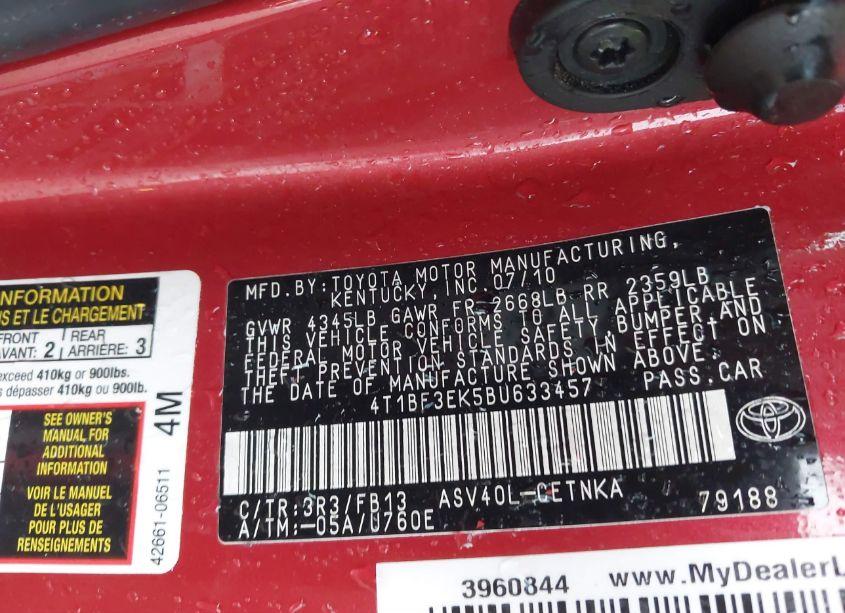 MFD.BY:TOYOTA MOTOR MANUFACTURING,
KENTUCKY, INC.07/10
GVWR 4345LB GAWR FR 2668LB RR 2359LB
THIS VEHICLE CONFORMS TO ALL APPLICABLE
FEDERAL MOTOR VEHICLE SAFETY, BUMPER, AND
THEFT PREVENTION STANDARDS IN EFFECT ON
THE DATE OF MANUFACTURE SHOWN ABOVE.
4T1BF3EK5BU633457 PASS.CAR
C/TR:3R3/FB13 ASV40L-CETNKA
A/TM:-05A/U760E 79188
INFORMATION
ET LE CHARGEMENT
FRONT
AVANT: 2
REAR
ARRIÈRE: 3
exceed 410kg or 900lbs.
dépasser 410kg ou 900lb.
SEE OWNER'S
MANUAL FOR
ADDITIONAL
INFORMATION
VOIR LE MANUEL
DE L'USAGER
POUR PLUS DE
RENSEIGNEMENTS
4M
42661-06511
3960844 www.MyDealerL